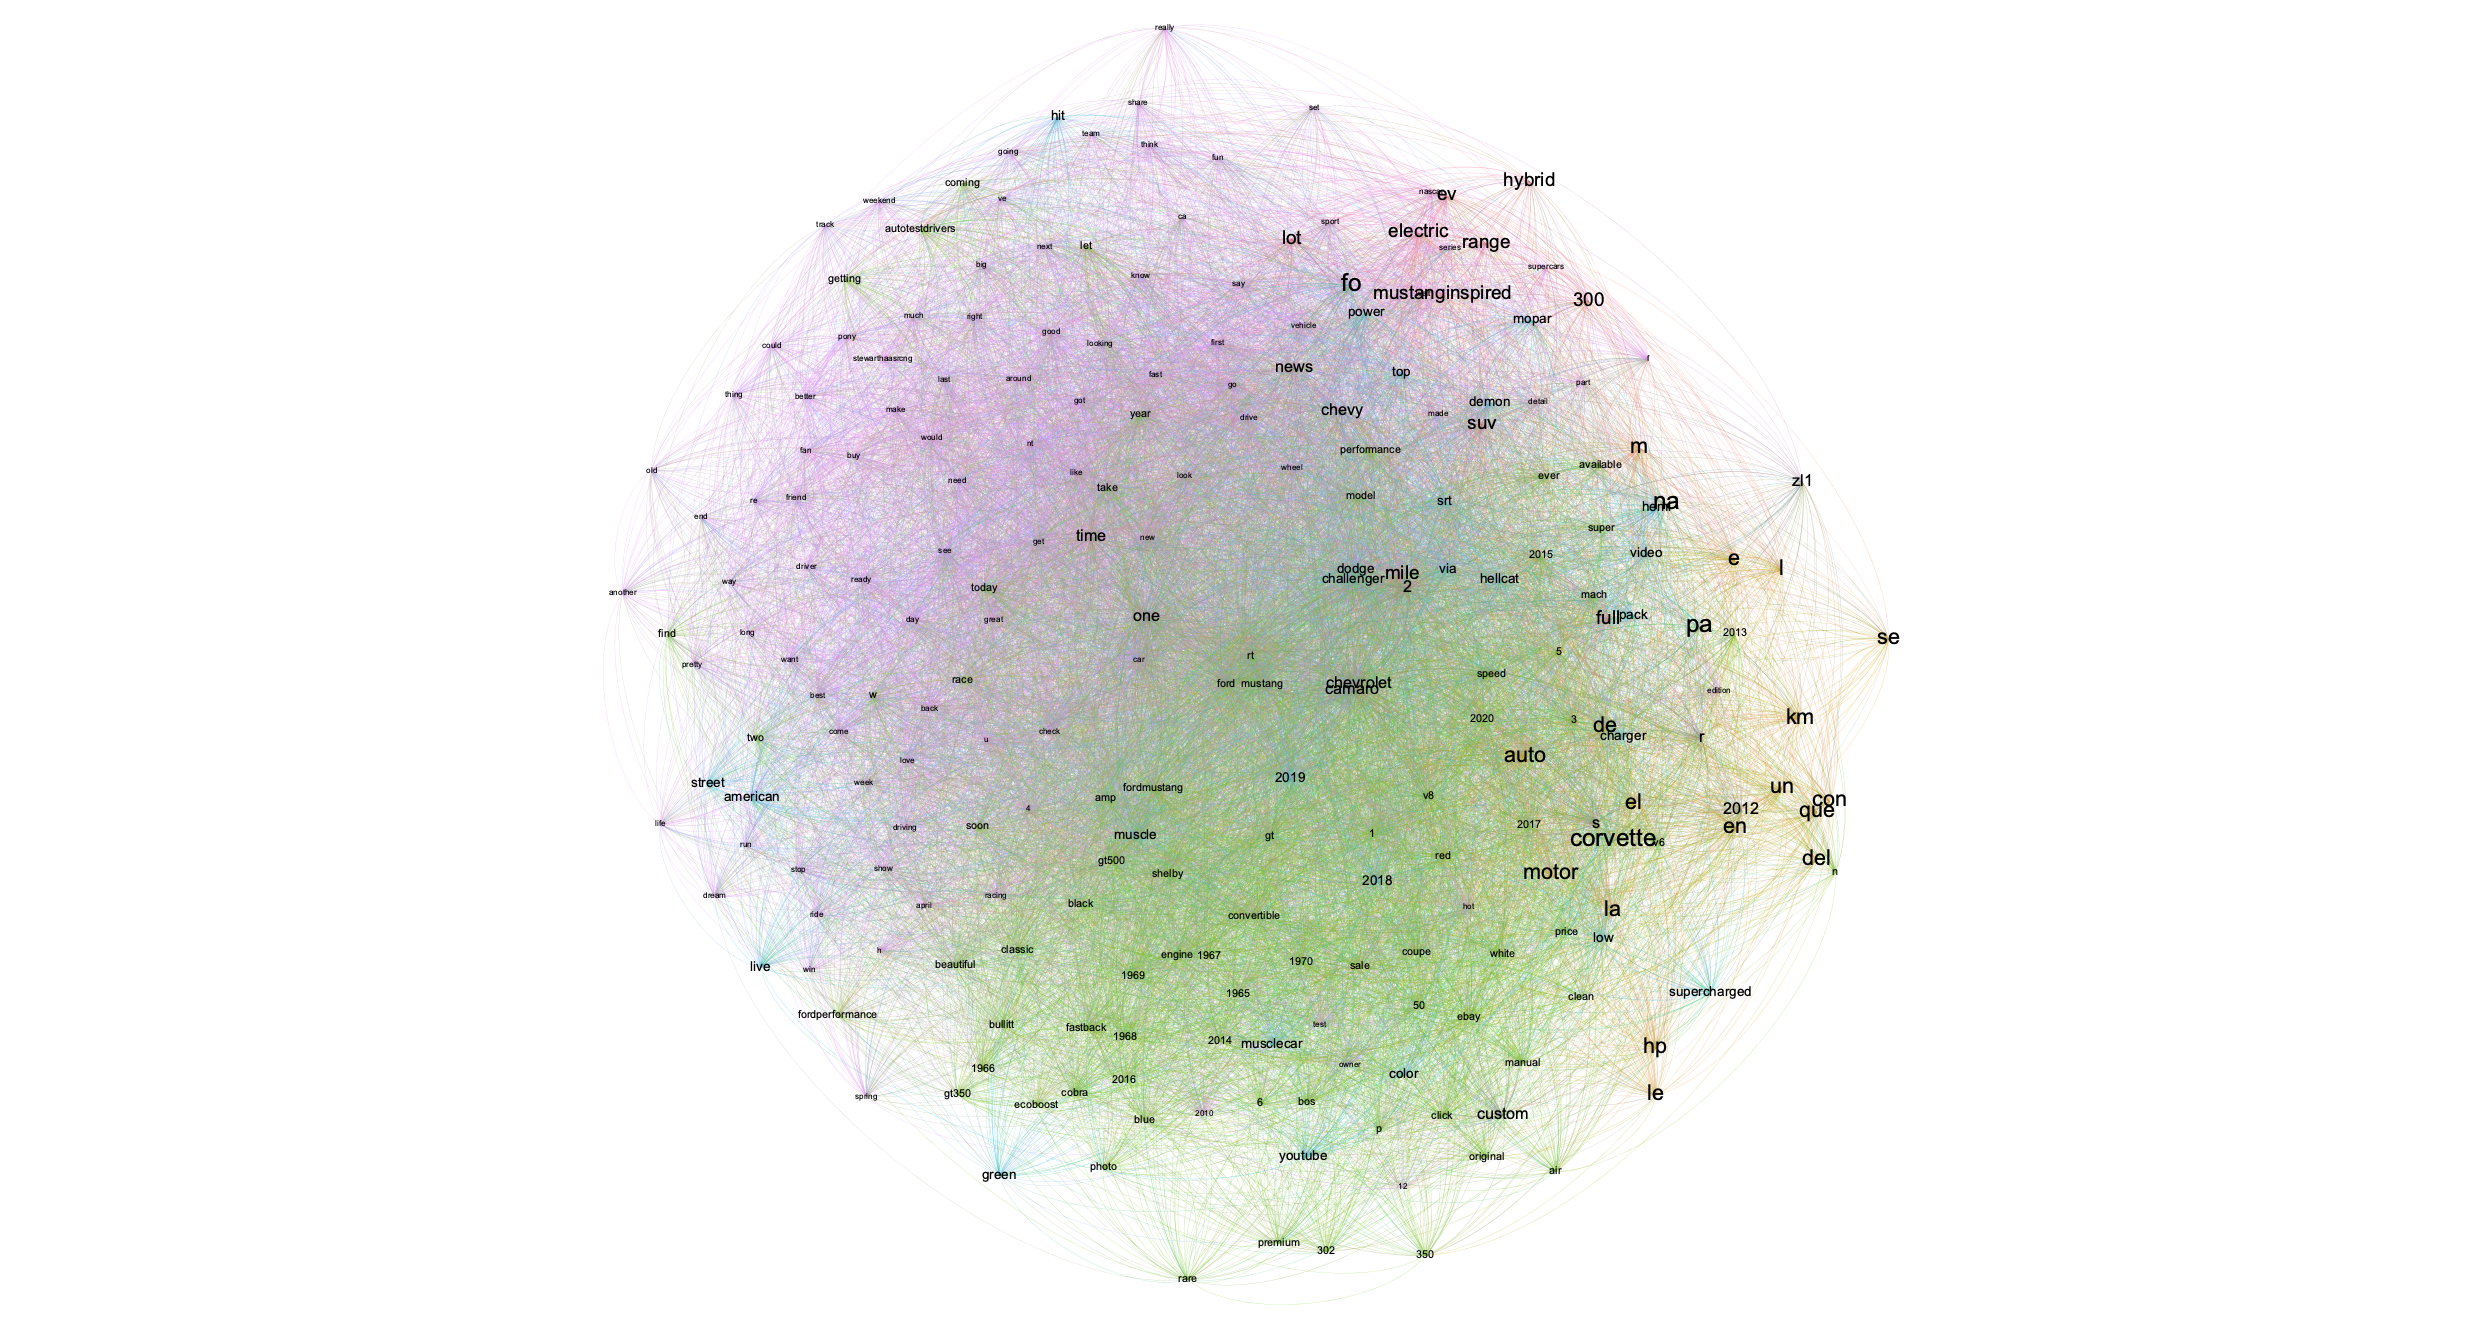 really
share
set
hit
team
think
going
fun
hybrid
coming
nascar
ev
weekend
ve
ca
sport
track
autotestdrivers
electric
lot
range
next
let
series
big
know
supercars
getting
say
fo
mustanginspired
300
much
right
power
mopar
vehicle
good
pony
looking
first
could
stewarthaasrcng
f
news
top
last
around
fast
go
part
thing
better
got
demon
detail
make
year
drive
chevy
made
suv
would
nt
m
fan
buy
performance
available
old
like
look
wheel
ever
need
zl1
take
re
friend
model
srt
na
hemi
end
super
time
get
new
see
video
2015
e
driver
dodge
mile
via
l
way
ready
challenger
2
hellcat
today
another
mach
one
day
great
full
pack
pa
find
2013
se
long
rt
5
pretty
want
car
speed
race
ford mustang
chevrolet
camaro
edition
best
w
back
2020
3
km
de
come
u
check
two
charger
r
auto
love
2019
street
week
fordmustang
un
american
amp
v8
el
con
4
2012
que
life
driving
soon
muscle
gt
1
2017
s
en
corvette
v6
run
red
gt500
del
stop
show
shelby
motor
n
2018
dream
racing
april
black
hot
la
ride
convertible
price
low
h
classic
engine
1967
coupe
white
live
win
beautiful
1969
1970
sale
1965
supercharged
clean
50
fordperformance
ebay
bullitt
fastback
test
1968
2014
musclecar
hp
1966
owner
manual
2016
color
gt350
cobra
le
spring
ecoboost
6
bos
2010
click
custom
blue
p
youtube
original
photo
air
green
12
premium
302
350
rare